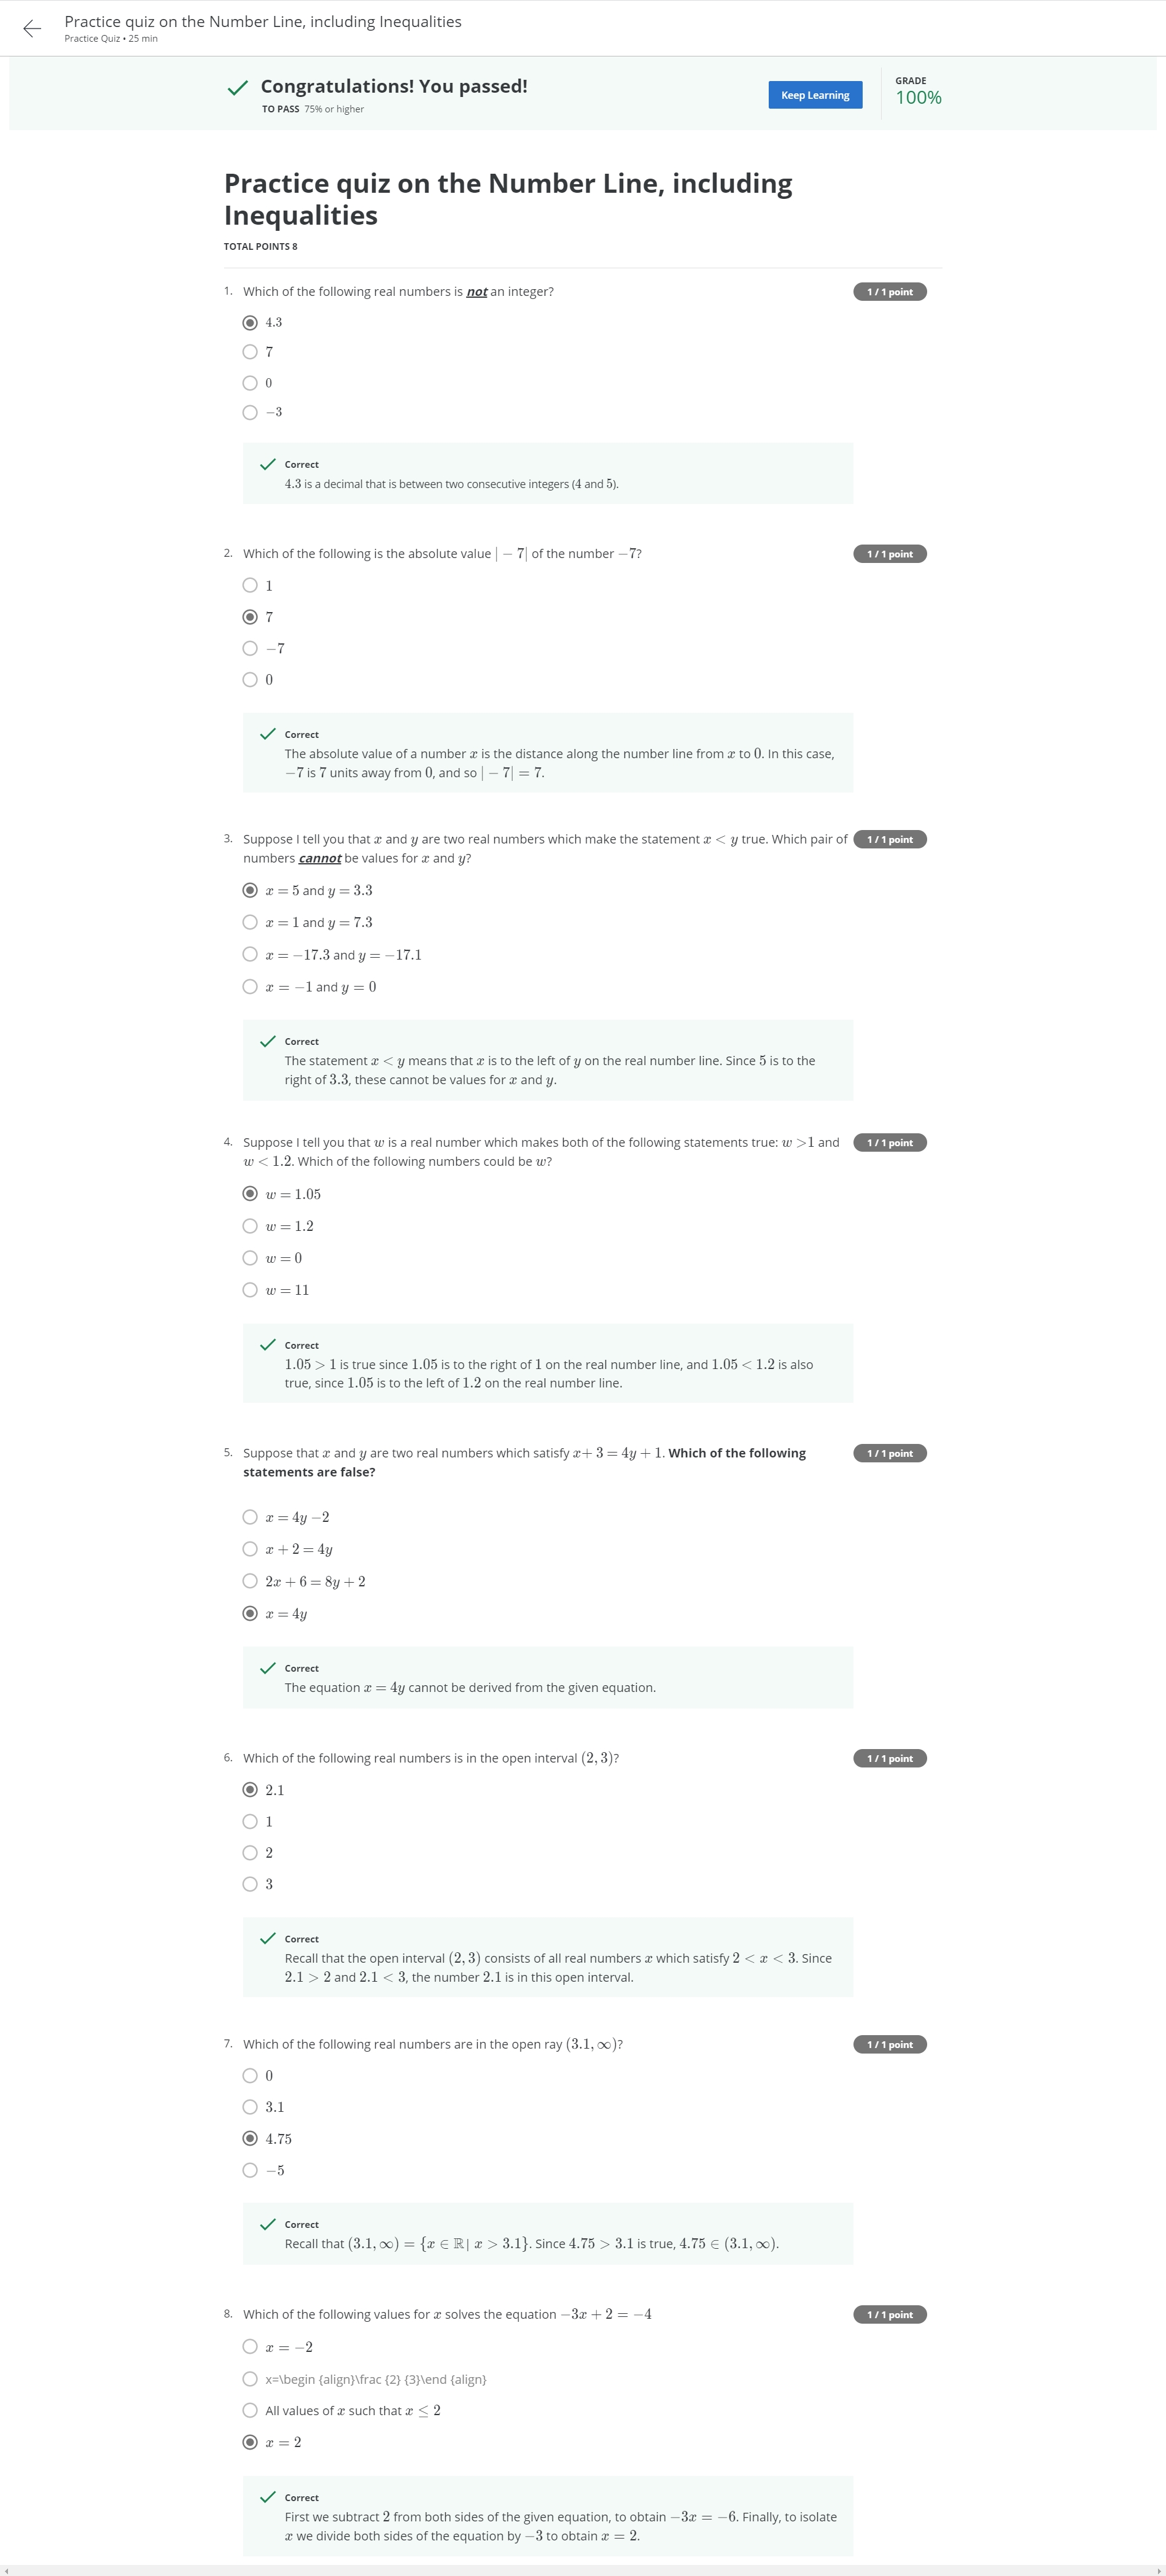 Practice quiz on the Number Line, including Inequalities
Practice Quiz • 25 min
Congratulations! You passed!
TO PASS 75% or higher
Keep Learning
GRADE
100%
Practice quiz on the Number Line, including
Inequalities
TOTAL POINTS 8
1. Which of the following real numbers is not an integer?
1 / 1 point
4.3
7
0
−3
Correct
4.3 is a decimal that is between two consecutive integers (4 and 5).
2. Which of the following is the absolute value | − 7| of the number −7?
1 / 1 point
1
7
−7
0
Correct
The absolute value of a number x is the distance along the number line from x to 0. In this case,
−7 is 7 units away from 0, and so | − 7| = 7.
3. Suppose I tell you that x and y are two real numbers which make the statement x < y true. Which pair of
1 / 1 point
numbers cannot be values for x and y?
x = 5 and y = 3.3
x = 1 and y = 7.3
x = −17.3 and y = −17.1
x = −1 and y = 0
Correct
The statement x < y means that x is to the left of y on the real number line. Since 5 is to the
right of 3.3, these cannot be values for x and y.
4. Suppose I tell you that w is a real number which makes both of the following statements true: w >1 and
1 / 1 point
w < 1.2. Which of the following numbers could be w?
w = 1.05
w = 1.2
w = 0
w = 11
Correct
1.05 > 1 is true since 1.05 is to the right of 1 on the real number line, and 1.05 < 1.2 is also
true, since 1.05 is to the left of 1.2 on the real number line.
5. Suppose that x and y are two real numbers which satisfy x+ 3 = 4y + 1. Which of the following
1 / 1 point
statements are false?
x = 4y −2
x + 2 = 4y
2x + 6 = 8y + 2
x = 4y
Correct
The equation x = 4y cannot be derived from the given equation.
6. Which of the following real numbers is in the open interval (2, 3)?
1 / 1 point
2.1
1
2
3
Correct
Recall that the open interval (2, 3) consists of all real numbers x which satisfy 2 < x < 3. Since
2.1 > 2 and 2.1 < 3, the number 2.1 is in this open interval.
7. Which of the following real numbers are in the open ray (3.1, ∞)?
1 / 1 point
0
3.1
4.75
−5
Correct
Recall that (3.1, ∞) = {x ∈ ℝ | x > 3.1}. Since 4.75 > 3.1 is true, 4.75 ∈ (3.1, ∞).
8. Which of the following values for x solves the equation −3x + 2 = −4
1 / 1 point
x = −2
x=\begin {align}\frac {2} {3}\end {align}
All values of x such that x ≤ 2
x = 2
Correct
First we subtract 2 from both sides of the given equation, to obtain −3x = −6. Finally, to isolate
x we divide both sides of the equation by −3 to obtain x = 2.